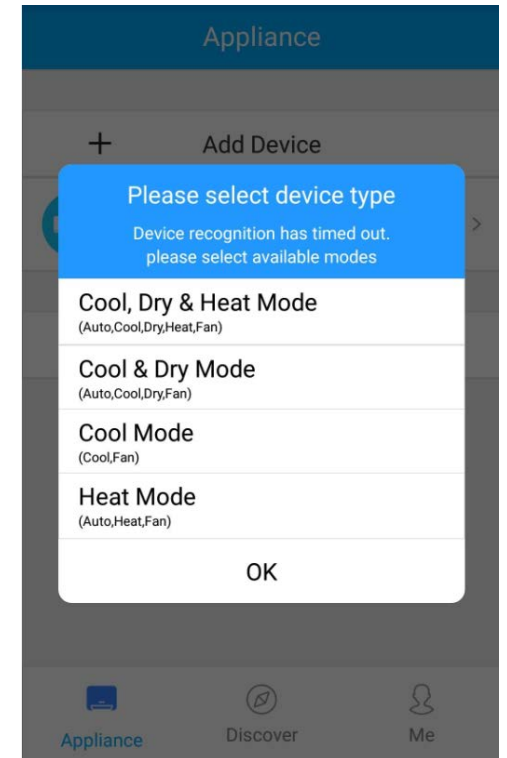 Appliance
+ Add Device
Please select device type
Device recognition has timed out.
please select available modes
Cool, Dry & Heat Mode
(Auto,Cool,Dry,Heat,Fan)
Cool & Dry Mode
(Auto,Cool,Dry,Fan)
Cool Mode
(Cool,Fan)
Heat Mode
(Auto,Heat,Fan)
OK
Appliance Discover Me